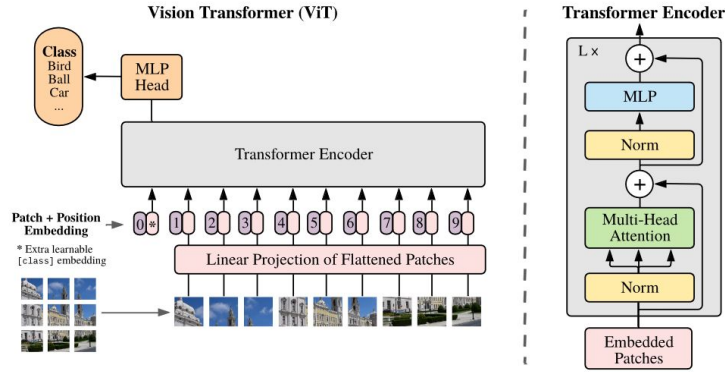 Vision Transformer (ViT)
Class
Bird
Ball
Car
...
MLP
Head
Transformer Encoder
Patch + Position
Embedding
0 * 1 2 3 4 5 6 7 8 9
* Extra learnable
[class] embedding
Linear Projection of Flattened Patches
Transformer Encoder
L x
+
MLP
Norm
+
Multi-Head
Attention
Norm
Embedded
Patches